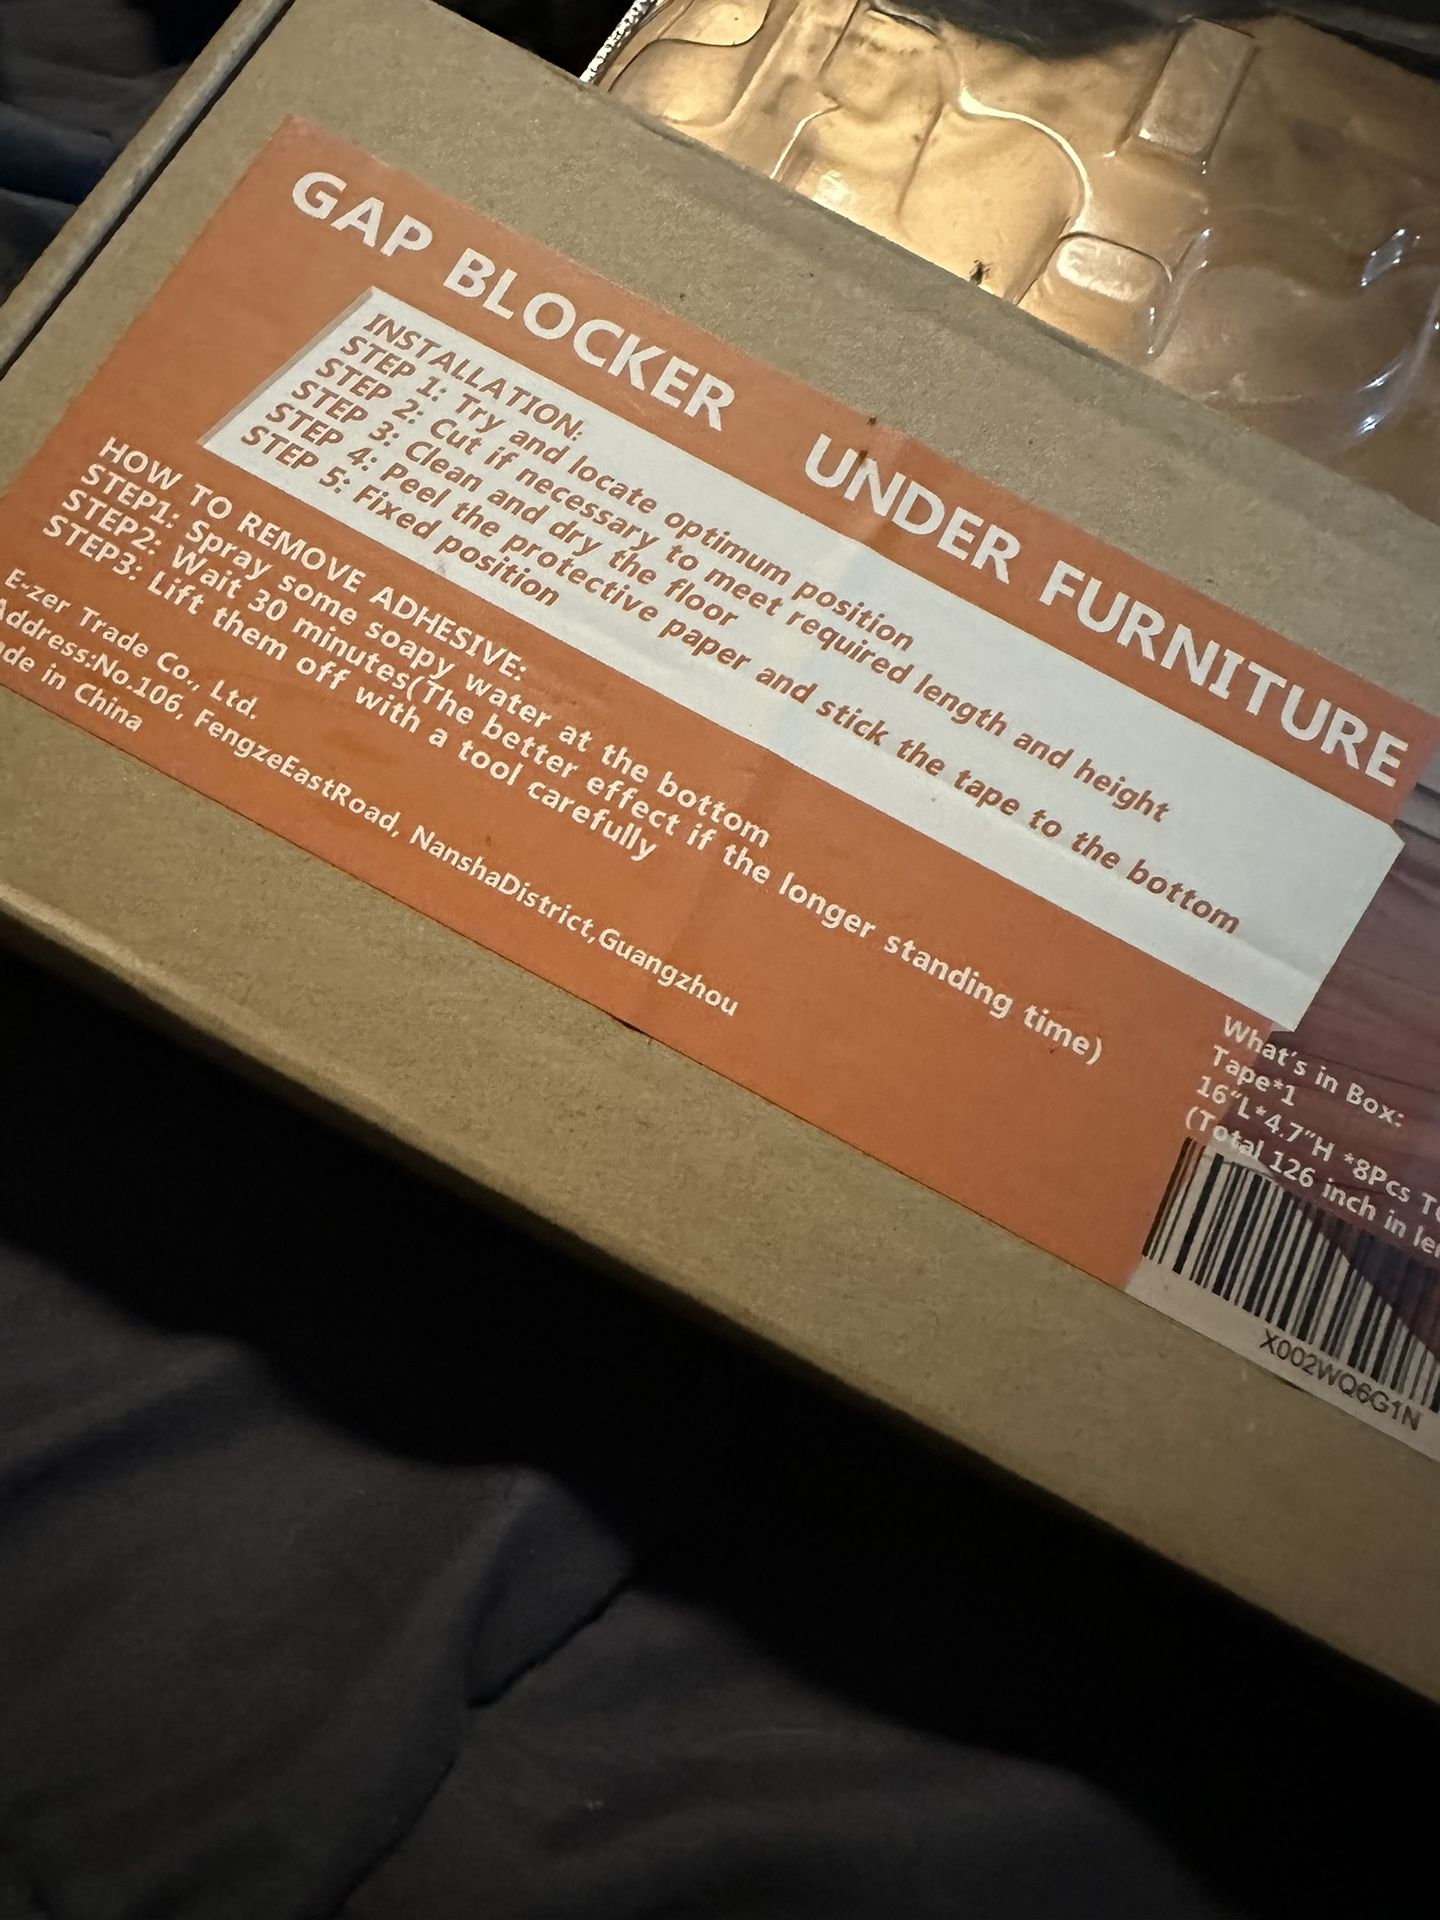 GAP BLOCKER UNDER FURNITURE
INSTALLATION:
STEP 1: Try and locate optimum position
STEP 2: Cut if necessary to meet required length and height
STEP 3: Clean and dry the floor
STEP 4: Peel the protective paper and stick the tape to the bottom
STEP 5: Fixed position
HOW TO REMOVE ADHESIVE:
STEP1: Spray some soapy water at the bottom
STEP2: Wait 30 minutes(The better effect if the longer standing time)
STEP3: Lift them off with a tool carefully
E-zer Trade Co., Ltd.
Address:No.106, FengzeEastRoad, NanshaDistrict,Guangzhou
in China
What's in Box:
Tape*1
16"L*4.7"H *8Pcs
(Total 126 inch in
X002WQ6G1N